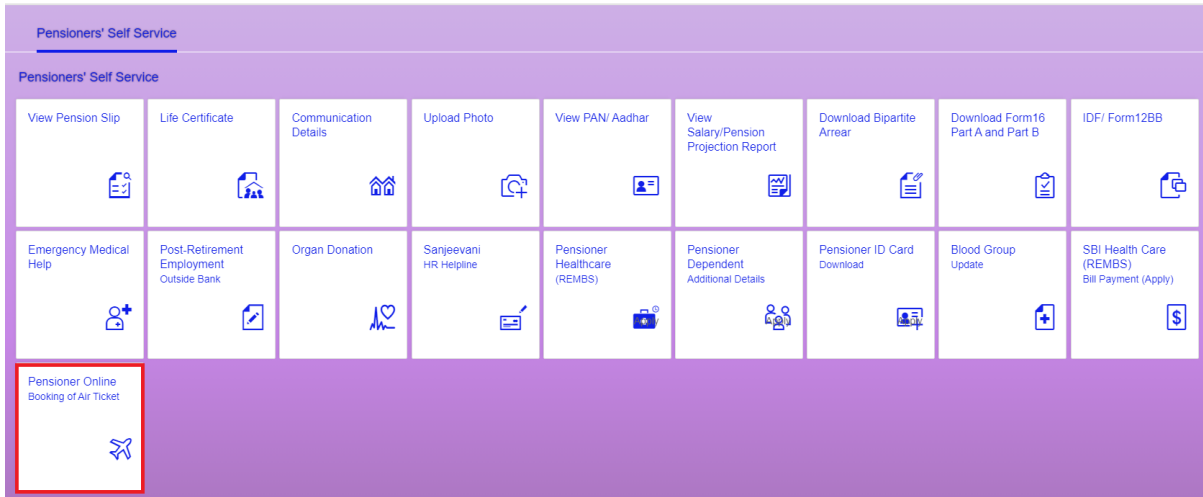 Pensioners' Self Service
Pensioners' Self Service
View Pension Slip
Life Certificate
Communication
Details
Upload Photo
View PAN/ Aadhar
View
Salary/Pension
Projection Report
Download Bipartite
Arrear
Download Form16
Part A and Part B
IDF/ Form12BB
Emergency Medical
Help
Post-Retirement
Employment
Outside Bank
Organ Donation
Sanjeevani
HR Helpline
Pensioner
Healthcare
(REMBS)
Pensioner
Dependent
Additional Details
Apply
Pensioner ID Card
Download
Blood Group
Update
SBI Health Care
(REMBS)
Bill Payment (Apply)
Pensioner Online
Booking of Air Ticket